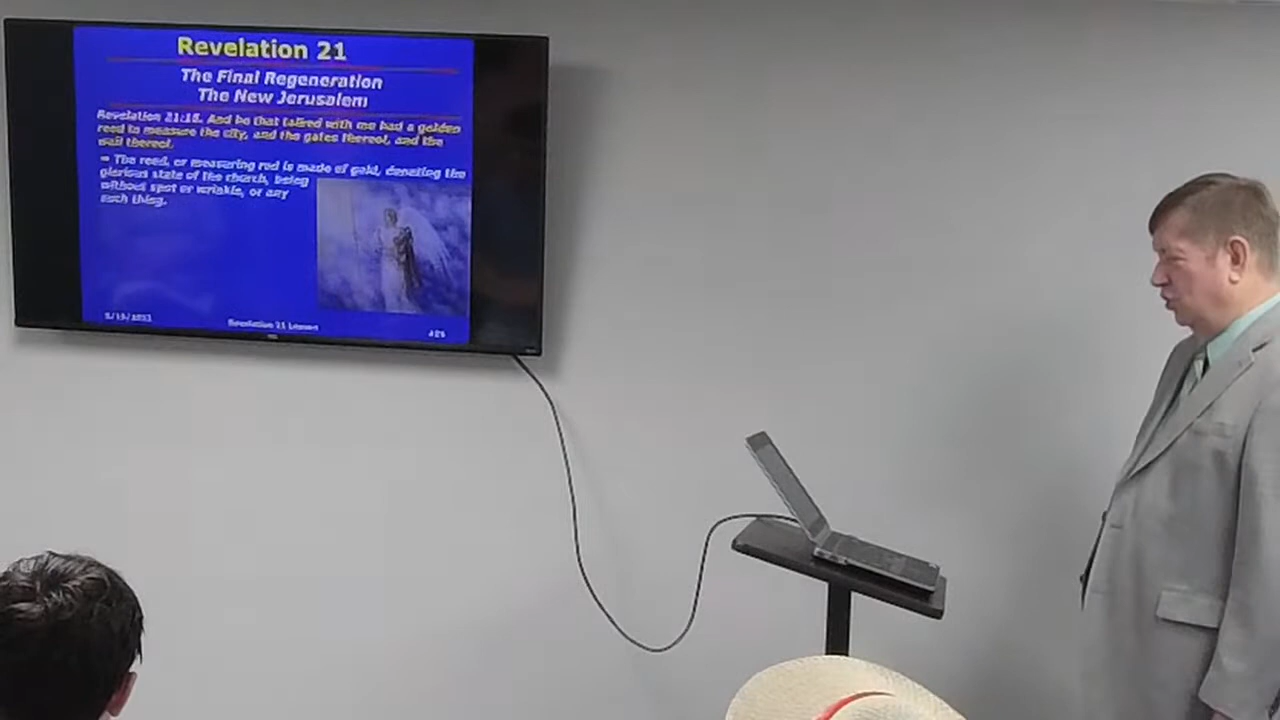 Revelation 21
The Final Regeneration
The New Jerusalem
And he that talked with me had a golden
reed to measure the city, and the gates thereof, and the
wall thereof.
The reed, or measuring rod is made of gold, denoting the
glorious state of the church, being
without spot or wrinkle, or any
such thing.
Revelation 21 Lesson